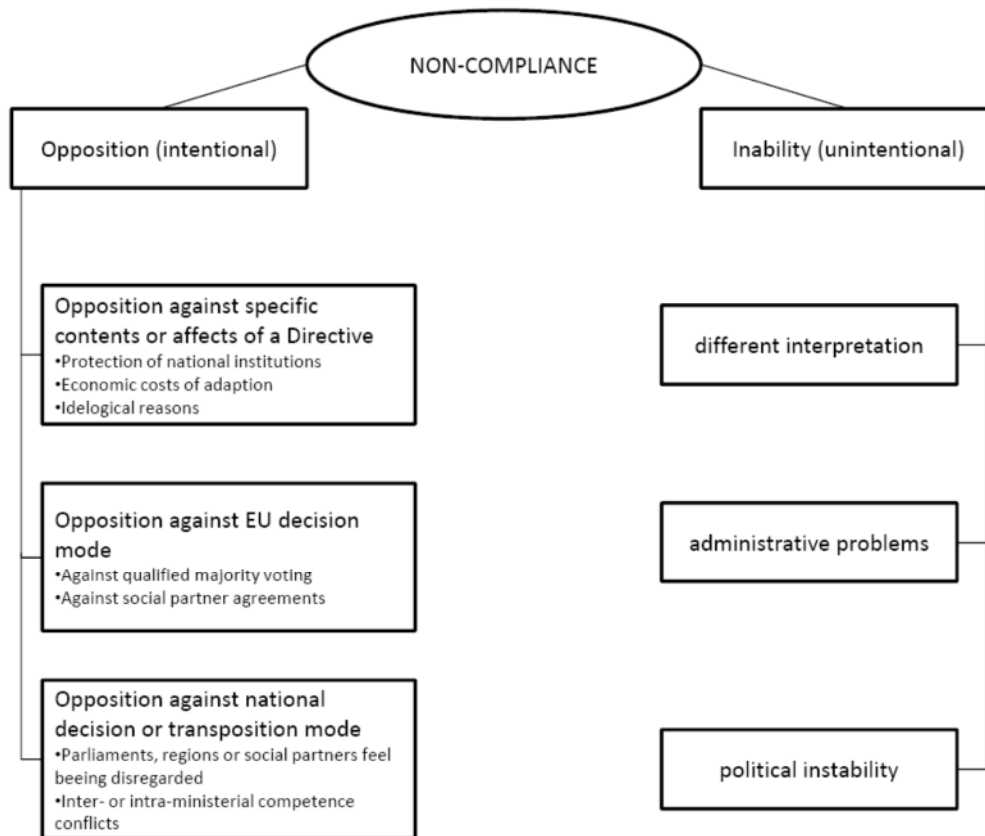 NON-COMPLIANCE
Opposition (intentional)
Inability (unintentional)
Opposition against specific
contents or affects of a Directive
•Protection of national institutions
•Economic costs of adaption
•Idelogical reasons
different interpretation
Opposition against EU decision
mode
•Against qualified majority voting
•Against social partner agreements
administrative problems
Opposition against national
decision or transposition mode
•Parliaments, regions or social partners feel
beeing disregarded
•Inter- or intra-ministerial competence
conflicts
political instability